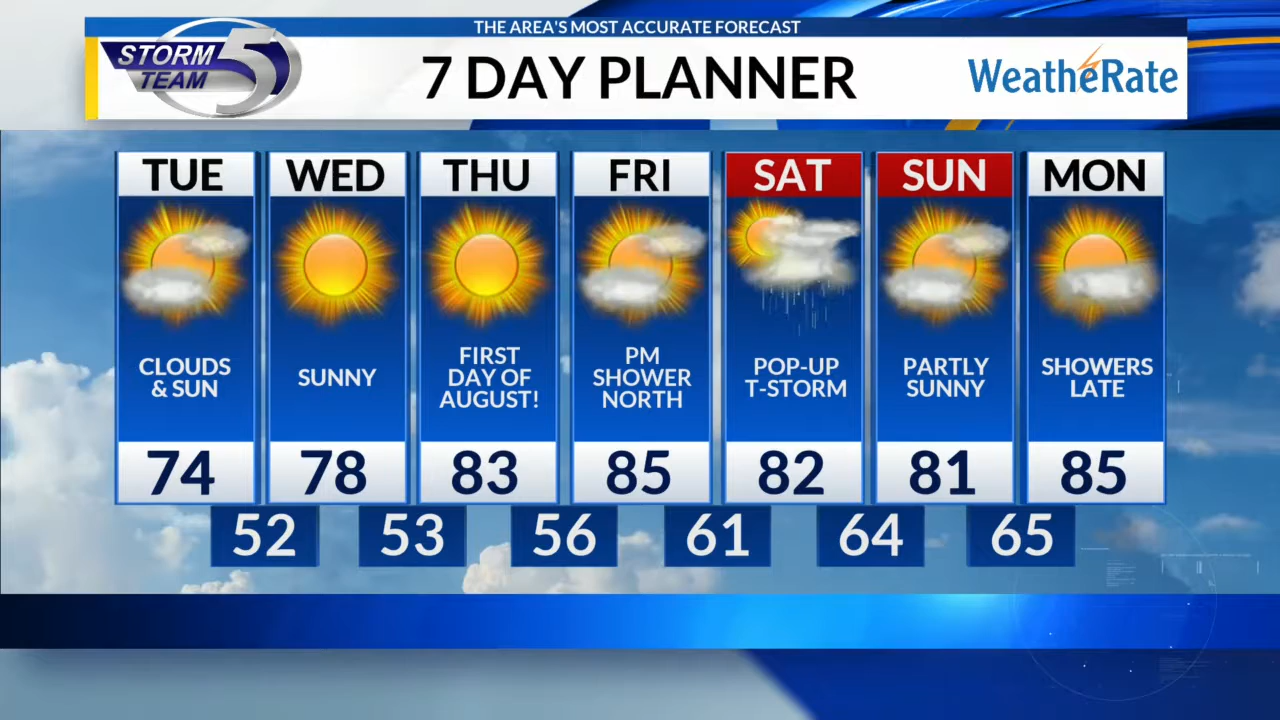 THE AREA'S MOST ACCURATE FORECAST
STORM
TEAM
5
7 DAY PLANNER
WeatheRate
TUE
WED
THU
FRI
SAT
SUN
MON
CLOUDS
& SUN
SUNNY
FIRST
DAY OF
AUGUST!
PM
SHOWER
NORTH
POP-UP
T-STORM
PARTLY
SUNNY
SHOWERS
LATE
74
78
83
85
82
81
85
52
53
56
61
64
65